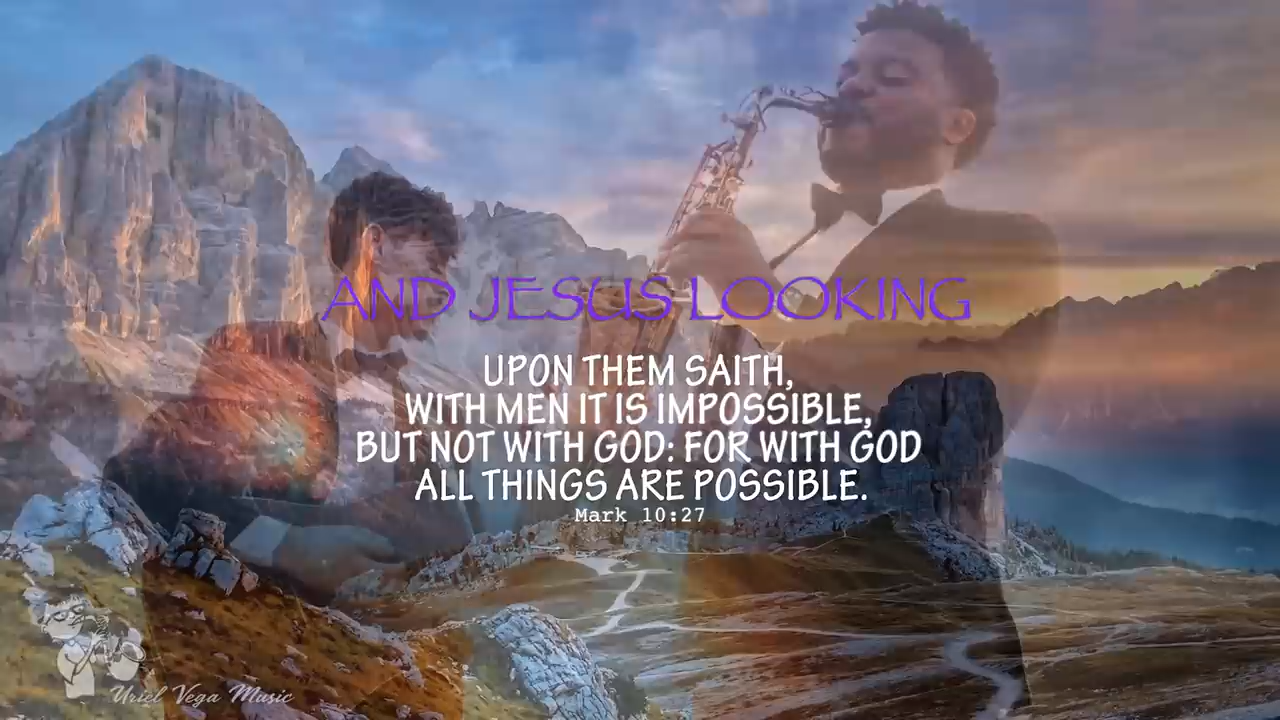 AND JESUS LOOKING
UPON THEM SAITH,
WITH MEN IT IS IMPOSSIBLE,
BUT NOT WITH GOD: FOR WITH GOD
ALL THINGS ARE POSSIBLE.
Mark 10:27
Uriel Vega Music